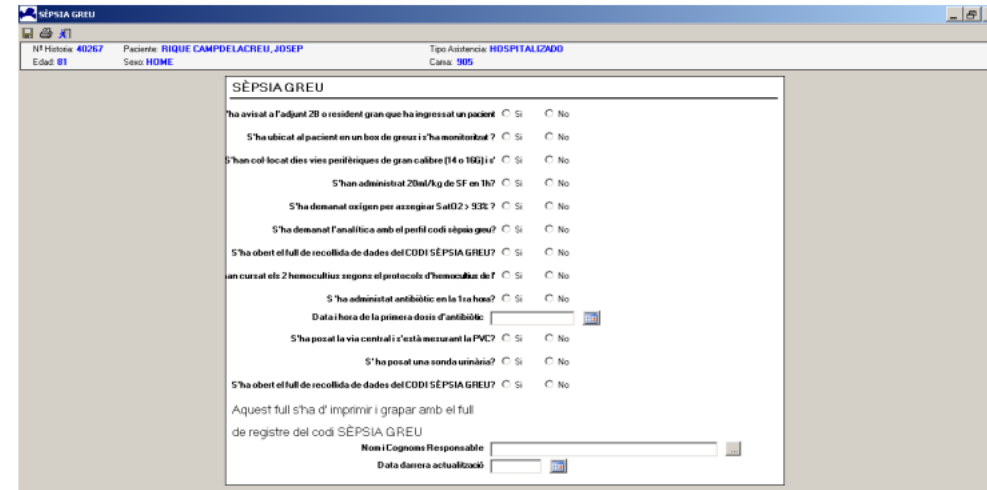 SÈPSIA GREU
Nº Historia: 40267 Paciente: RIQUE CAMPDELACREU, JOSEP Tipo Asistencia: HOSPITALIZADO
Edad: 81 Sexo: HOME Cama: 905
SÈPSIA GREU
'ha avisat a l'adjunt 2B o resident gran que ha ingressat un pacient Si No
S'ha ubicat al pacient en un box de greus i s'ha monitoritzat ? Si No
S'han col·locat dies vies perifèriques de gran calibre (14 o 16G) i s' Si No
S'han administrat 20ml/kg de SF en 1h? Si No
S'ha demanat oxígen per assegirar SatO2 > 93% ? Si No
S'ha demanat l'analítica amb el perfil codi sèpsia greu? Si No
S'ha obert el full de recollida de dades del CODI SÈPSIA GREU? Si No
an cursat els 2 hemocultius segons el protocols d'hemocultius de l' Si No
S 'ha administat antibiòtic en la 1ra hora? Si No
Data i hora de la primera dosis d'antibiòtic
S'ha posat la via central i s'està mesurant la PVC? Si No
S' ha posat una sonda urinària? Si No
S'ha obert el full de recollida de dades del CODI SÈPSIA GREU? Si No
Aquest full s'ha d' imprimir i grapar amb el full
de registre del codi SÈPSIA GREU
Nom i Cognoms Responsable ...
Data darrera actualització